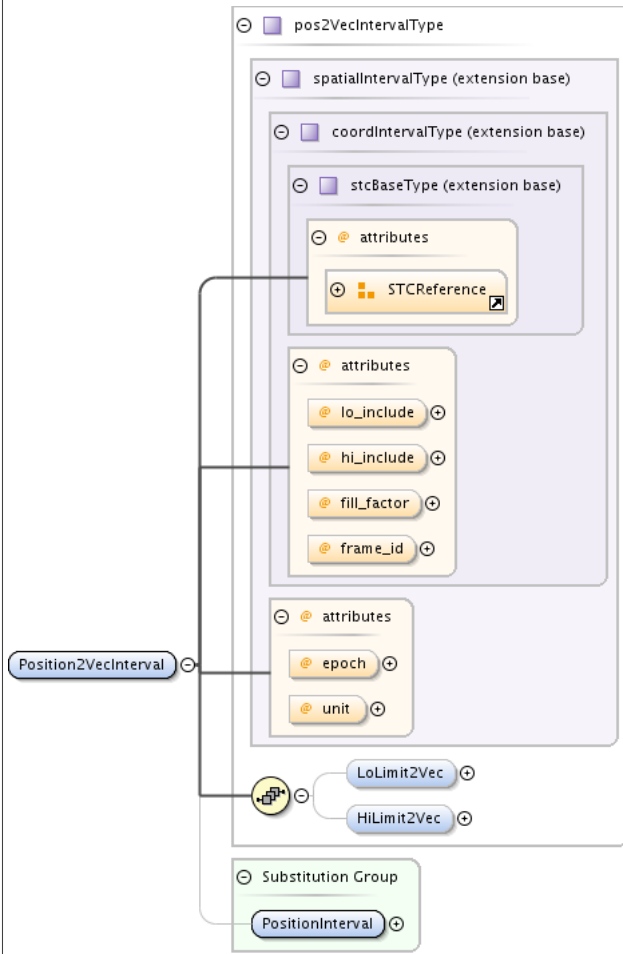 pos2VecIntervalType
spatialIntervalType (extension base)
coordIntervalType (extension base)
stcBaseType (extension base)
@ attributes
STCReference
@ attributes
@ lo_include
@ hi_include
@ fill_factor
@ frame_id
@ attributes
@ epoch
@ unit
Position2VecInterval
LoLimit2Vec
HiLimit2Vec
Substitution Group
PositionInterval